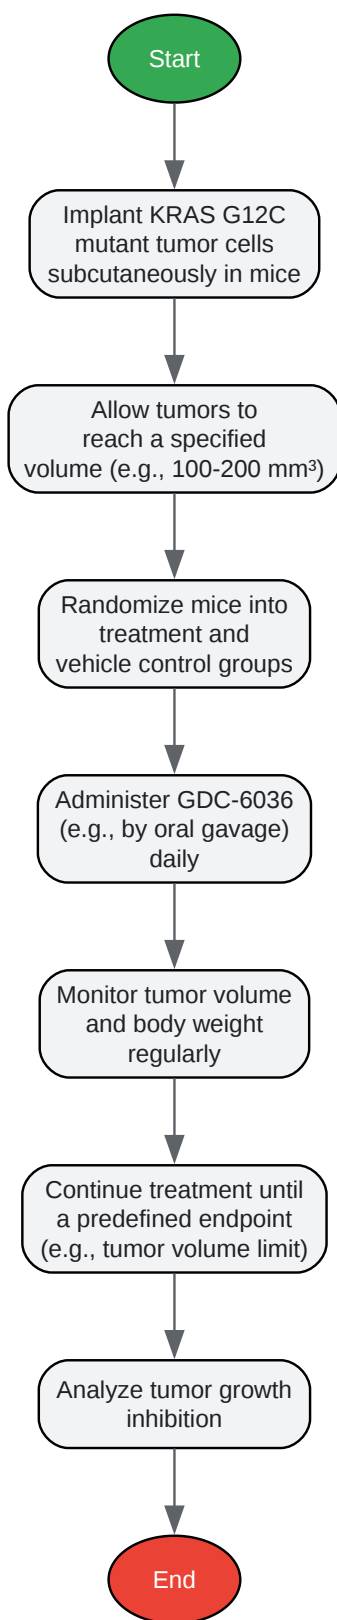 Start
Implant KRAS G12C
mutant tumor cells
subcutaneously in mice
Allow tumors to
reach a specified
volume (e.g., 100-200 mm³)
Randomize mice into
treatment and
vehicle control groups
Administer GDC-6036
(e.g., by oral gavage)
daily
Monitor tumor volume
and body weight
regularly
Continue treatment until
a predefined endpoint
(e.g., tumor volume limit)
Analyze tumor growth
inhibition
End